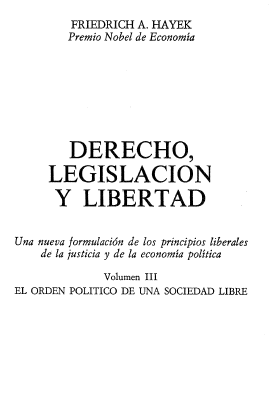 FRIEDRICH A. HAYEK
Premio Nobel de Economía
DERECHO,
LEGISLACION
Y LIBERTAD
Una nueva formulación de los principios liberales
de la justicia y de la economía política
Volumen III
EL ORDEN POLITICO DE UNA SOCIEDAD LIBRE